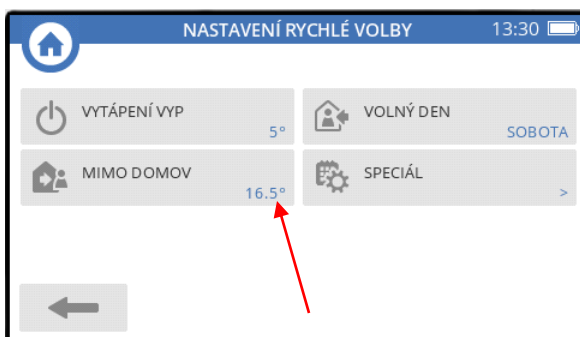 NASTAVENÍ RYCHLÉ VOLBY 13:30
VYTÁPENÍ VYP
5°
VOLNÝ DEN
SOBOTA
MIMO DOMOV
16.5°
SPECIÁL
>